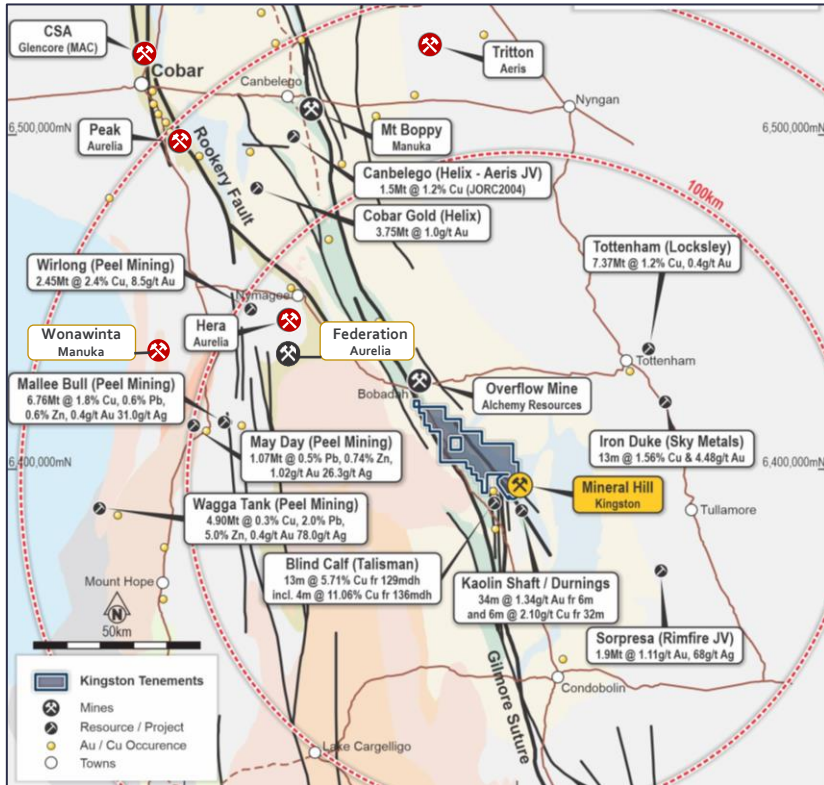 CSA
Glencore (MAC)
Cobar
Tritton
Aeris
Canbelego
Nyngan
6,500,000mN
6,500,000mN
Peak
Aurelia
Rookery Fault
Mt Boppy
Manuka
Canbelego (Helix - Aeris JV)
1.5Mt @ 1.2% Cu (JORC2004)
100km
Cobar Gold (Helix)
3.75Mt @ 1.0g/t Au
Tottenham (Locksley)
7.37Mt @ 1.2% Cu, 0.4g/t Au
Wirlong (Peel Mining)
2.45Mt @ 2.4% Cu, 8.5g/t Au
Nymagee
Hera
Aurelia
Federation
Aurelia
Wonawinta
Manuka
Tottenham
Mallee Bull (Peel Mining)
6.76Mt @ 1.8% Cu, 0.6% Pb,
0.6% Zn, 0.4g/t Au 31.0g/t Ag
Bobadah
Overflow Mine
Alchemy Resources
May Day (Peel Mining)
1.07Mt @ 0.5% Pb, 0.74% Zn,
1.02g/t Au 26.3g/t Ag
Iron Duke (Sky Metals)
13m @ 1.56% Cu & 4.48g/t Au
6,400,000mN
6,400,000mN
Mineral Hill
Kingston
Wagga Tank (Peel Mining)
4.90Mt @ 0.3% Cu, 2.0% Pb,
5.0% Zn, 0.4g/t Au 78.0g/t Ag
Tullamore
Blind Calf (Talisman)
13m @ 5.71% Cu fr 129mdh
incl. 4m @ 11.06% Cu fr 136mdh
Kaolin Shaft / Durnings
34m @ 1.34g/t Au fr 6m
and 6m @ 2.10g/t Cu fr 32m
Mount Hope
N
50km
Sorpresa (Rimfire JV)
1.9Mt @ 1.11g/t Au, 68g/t Ag
Gilmore Suture
Condobolin
Kingston Tenements
Mines
Resource / Project
Au / Cu Occurence
Towns
Lake Cargelligo